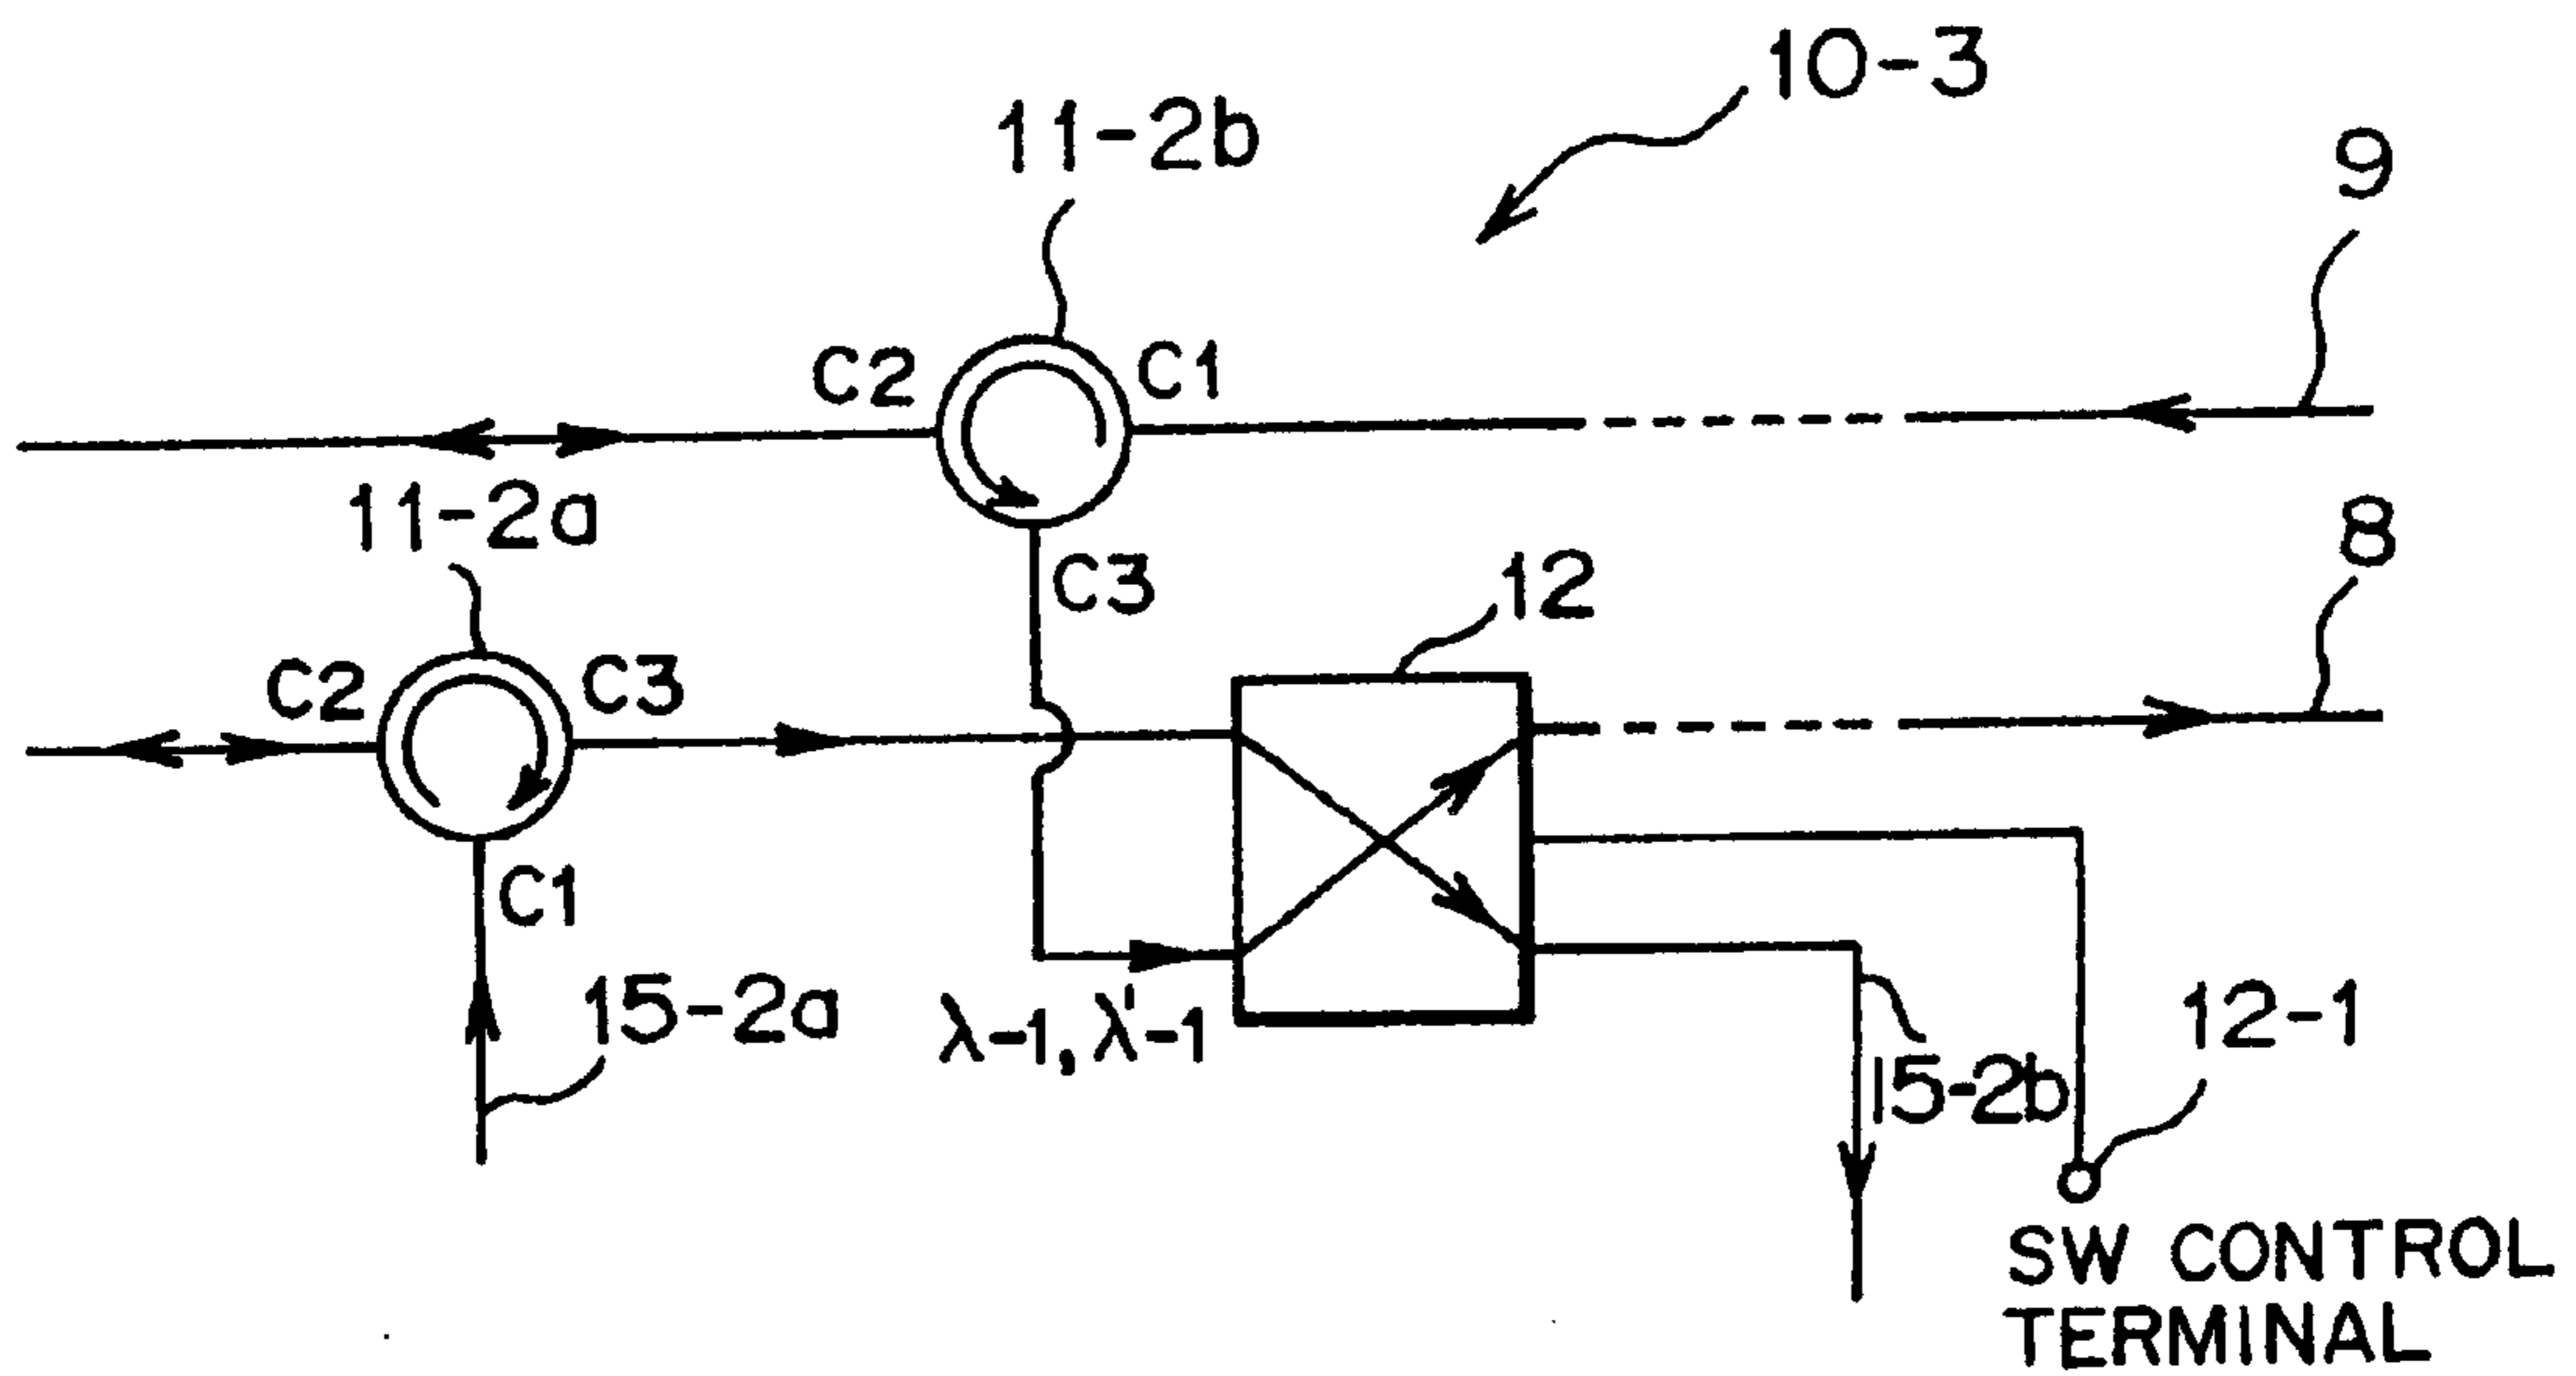 10-3
11-2b
9
C2
C1
11-2a
8
C3
12
C2
C3
C1
15-2a
λ-1, λ'-1
12-1
15-2b
SW CONTROL
TERMINAL